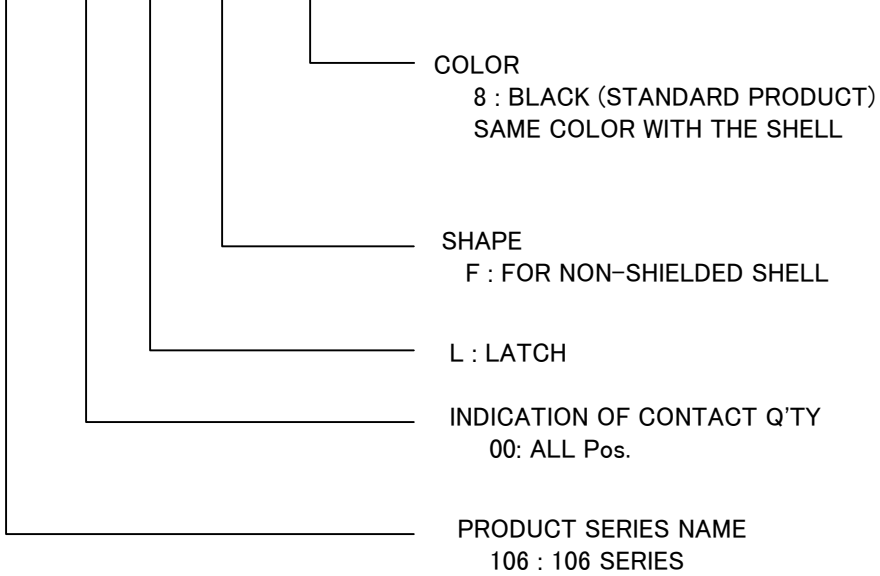 COLOR
8 : BLACK (STANDARD PRODUCT)
SAME COLOR WITH THE SHELL
SHAPE
F : FOR NON-SHIELDED SHELL
L : LATCH
INDICATION OF CONTACT Q'TY
00: ALL Pos.
PRODUCT SERIES NAME
106 : 106 SERIES